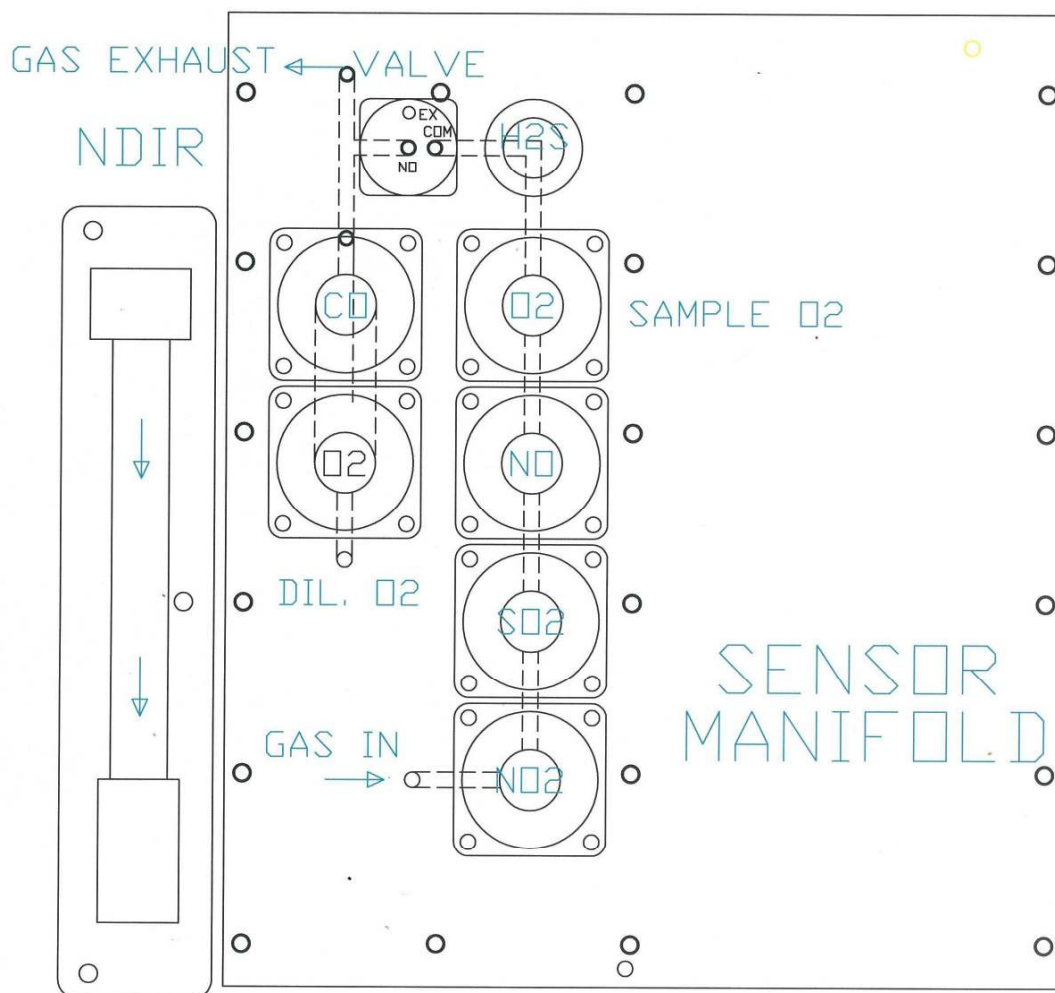 GAS EXHAUST
VALVE
EX
COM
NO
H2S
NDIR
CO
O2
SAMPLE O2
O2
NO
DIL. O2
SO2
SENSOR
MANIFOLD
GAS IN
NO2